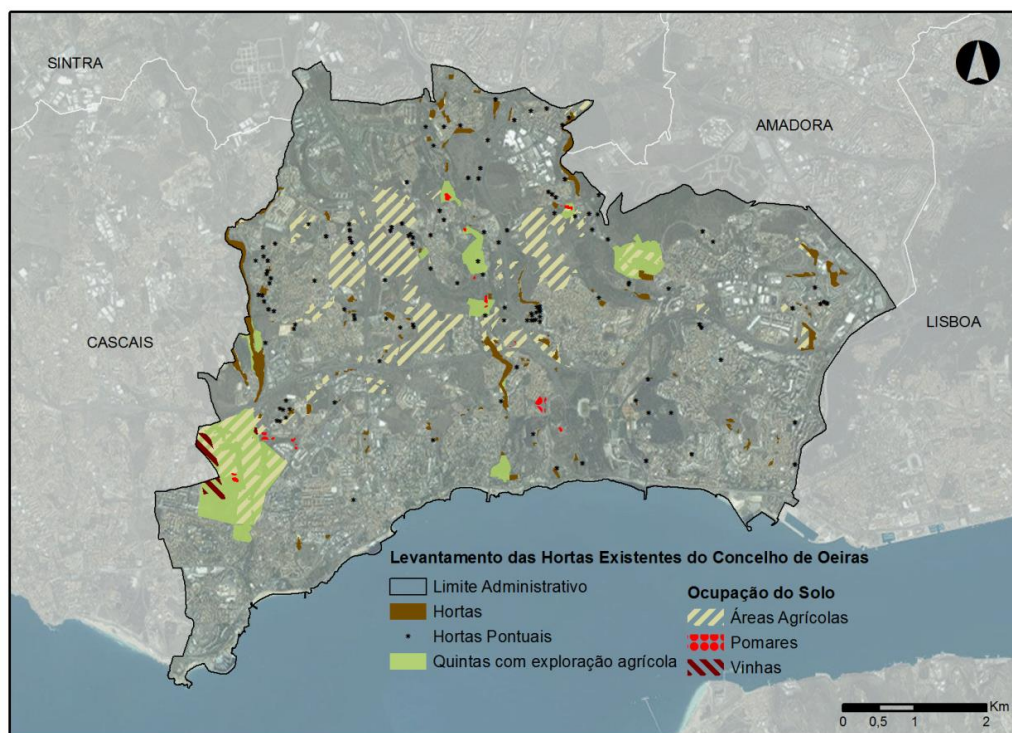 SINTRA
AMADORA
CASCAIS
LISBOA
Levantamento das Hortas Existentes do Concelho de Oeiras
Limite Administrativo
Hortas
Hortas Pontuais
Quintas com exploração agrícola
Ocupação do Solo
Áreas Agrícolas
Pomares
Vinhas
Km
0 0,5 1 2